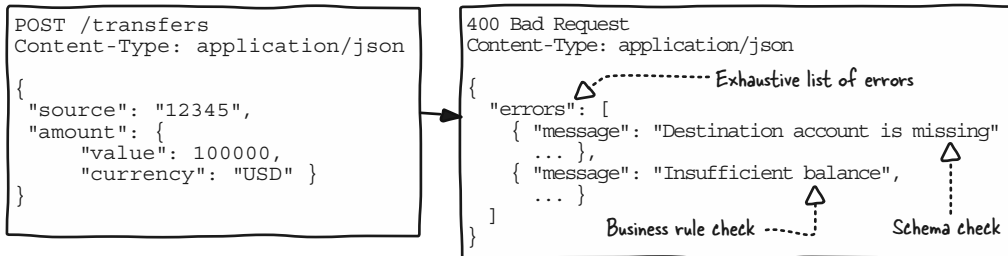 POST /transfers
Content-Type: application/json
{
"source": "12345",
"amount": {
"value": 100000,
"currency": "USD" }
}
400 Bad Request
Content-Type: application/json
{
Exhaustive list of errors
"errors": [
{ "message": "Destination account is missing"
... },
{ "message": "Insufficient balance",
... }
]
Business rule check
Schema check
}